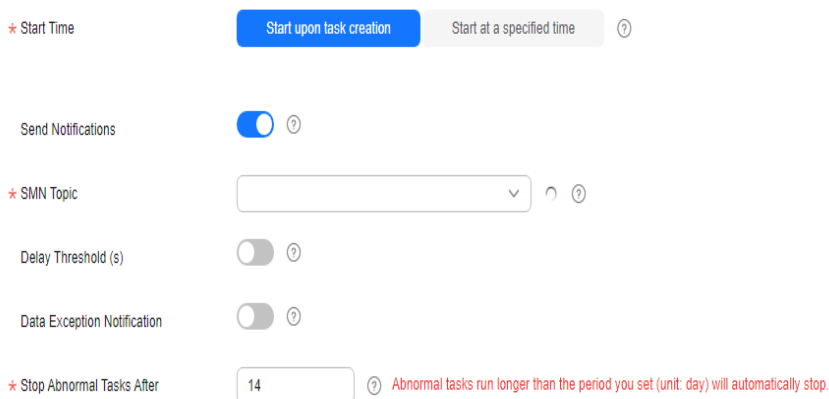 * Start Time Start upon task creation Start at a specified time ?
Send Notifications ?
* SMN Topic ?
Delay Threshold (s) ?
Data Exception Notification ?
* Stop Abnormal Tasks After 14 ? Abnormal tasks run longer than the period you set (unit: day) will automatically stop.